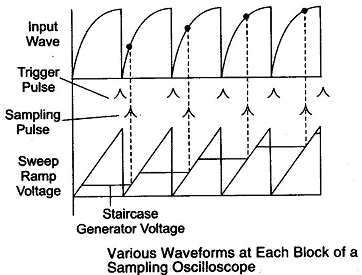 Input
Wave
Trigger
Pulse
Sampling
Pulse
Sweep
Ramp
Voltage
Staircase
Generator Voltage
Various Waveforms at Each Block of a
Sampling Oscilloscope